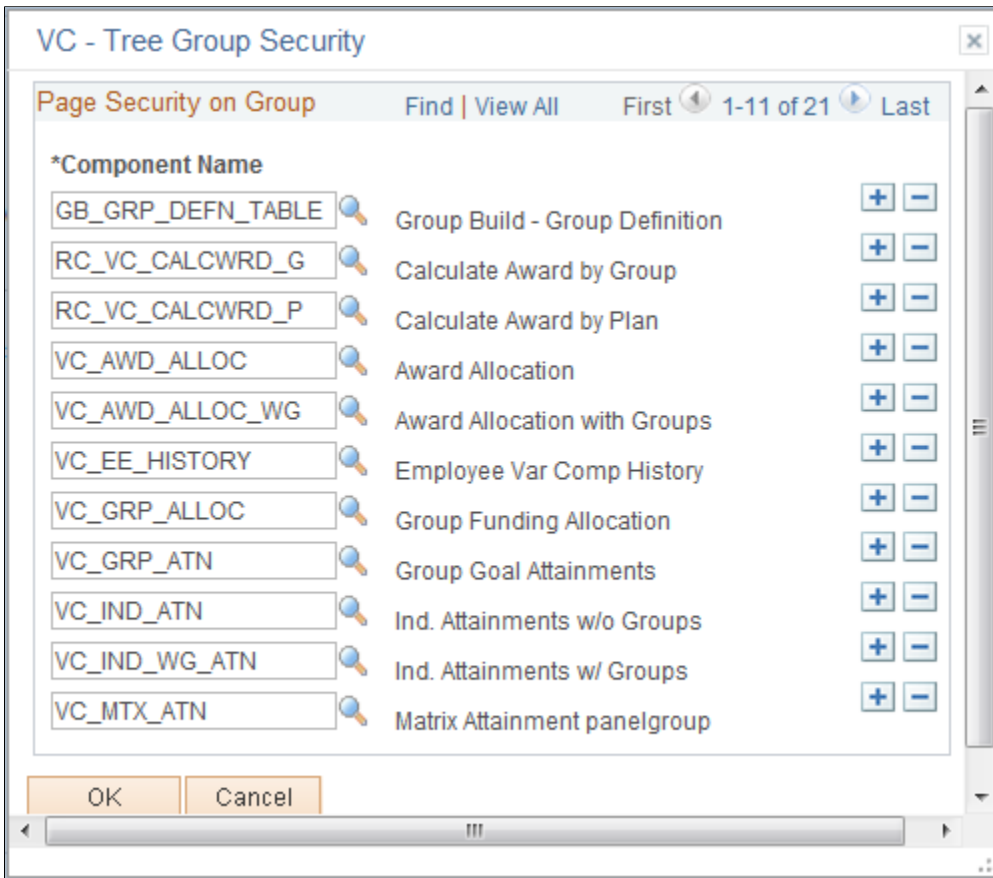 VC - Tree Group Security
Page Security on Group Find | View All First 1-11 of 21 Last
*Component Name
GB_GRP_DEFN_TABLE Group Build - Group Definition
RC_VC_CALCWRD_G Calculate Award by Group
RC_VC_CALCWRD_P Calculate Award by Plan
VC_AWD_ALLOC Award Allocation
VC_AWD_ALLOC_WG Award Allocation with Groups
VC_EE_HISTORY Employee Var Comp History
VC_GRP_ALLOC Group Funding Allocation
VC_GRP_ATN Group Goal Attainments
VC_IND_ATN Ind. Attainments w/o Groups
VC_IND_WG_ATN Ind. Attainments w/ Groups
VC_MTX_ATN Matrix Attainment panelgroup
OK Cancel